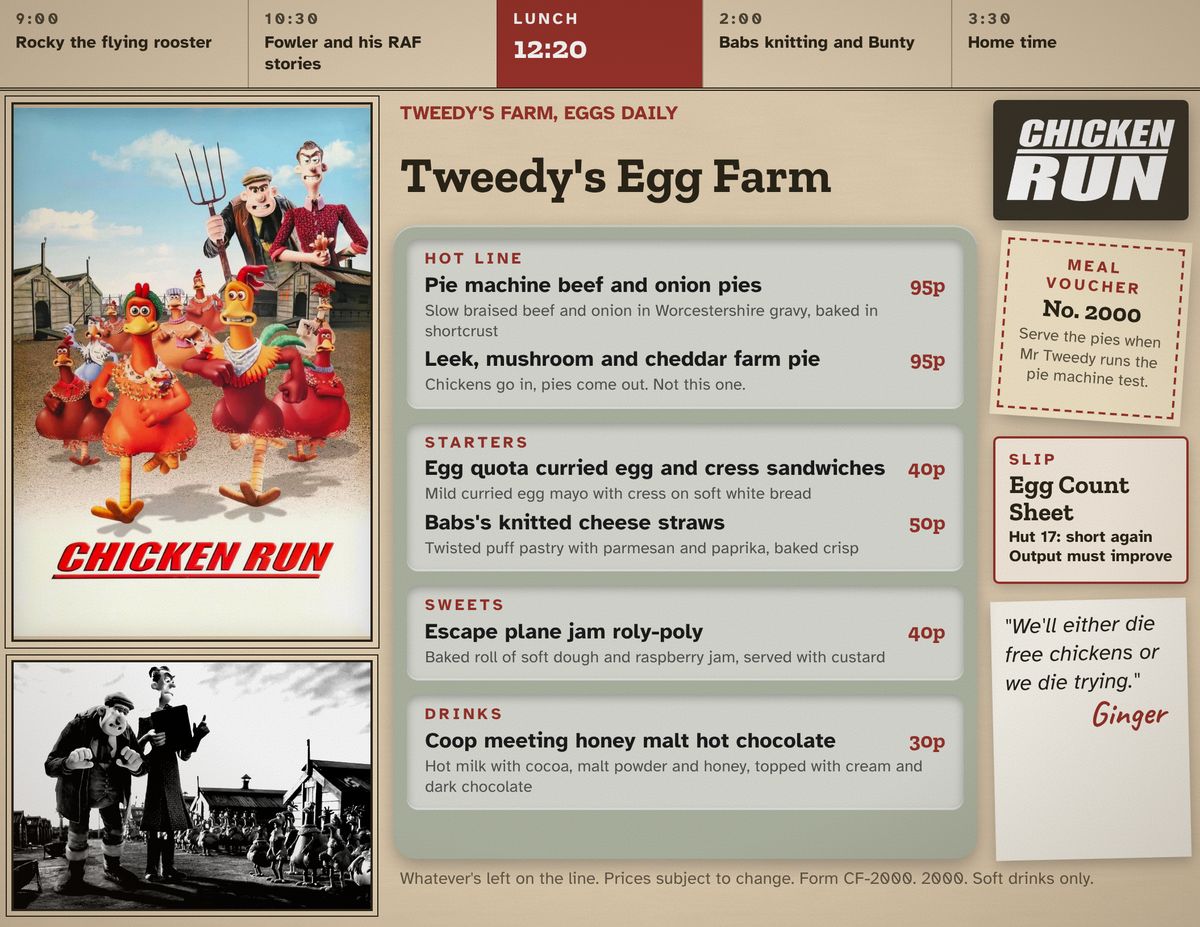 9:00
Rocky the flying rooster
10:30
Fowler and his RAF
stories
LUNCH
12:20
2:00
Babs knitting and Bunty
3:30
Home time
CHICKEN RUN
TWEEDY'S FARM, EGGS DAILY
Tweedy's Egg Farm
HOT LINE
Pie machine beef and onion pies 95p
Slow braised beef and onion in Worcestershire gravy, baked in
shortcrust
Leek, mushroom and cheddar farm pie 95p
Chickens go in, pies come out. Not this one.
STARTERS
Egg quota curried egg and cress sandwiches 40p
Mild curried egg mayo with cress on soft white bread
Babs's knitted cheese straws 50p
Twisted puff pastry with parmesan and paprika, baked crisp
SWEETS
Escape plane jam roly-poly 40p
Baked roll of soft dough and raspberry jam, served with custard
DRINKS
Coop meeting honey malt hot chocolate 30p
Hot milk with cocoa, malt powder and honey, topped with cream and
dark chocolate
Whatever's left on the line. Prices subject to change. Form CF-2000. 2000. Soft drinks only.
CHICKEN
RUN
MEAL
VOUCHER
No. 2000
Serve the pies when
Mr Tweedy runs the
pie machine test.
SLIP
Egg Count
Sheet
Hut 17: short again
Output must improve
"We'll either die
free chickens or
we die trying."
Ginger